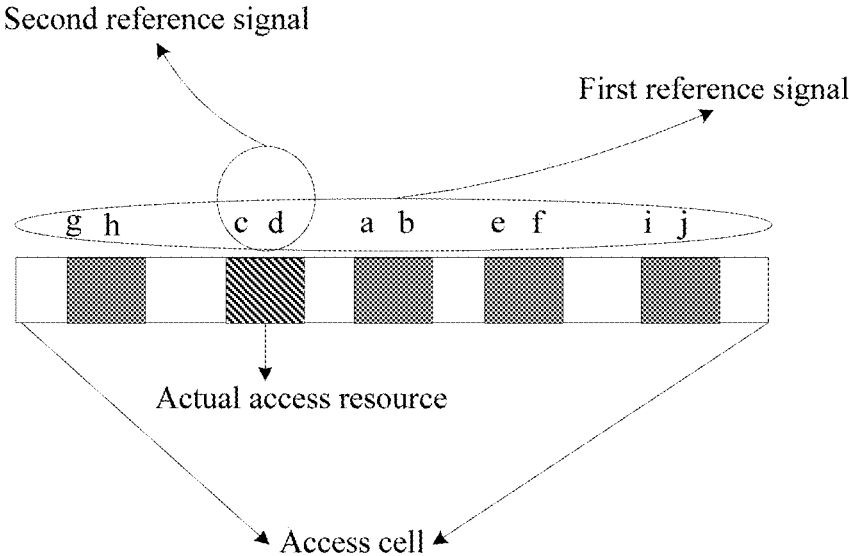 Second reference signal
First reference signal
g h c d a b e f i j
Actual access resource
Access cell